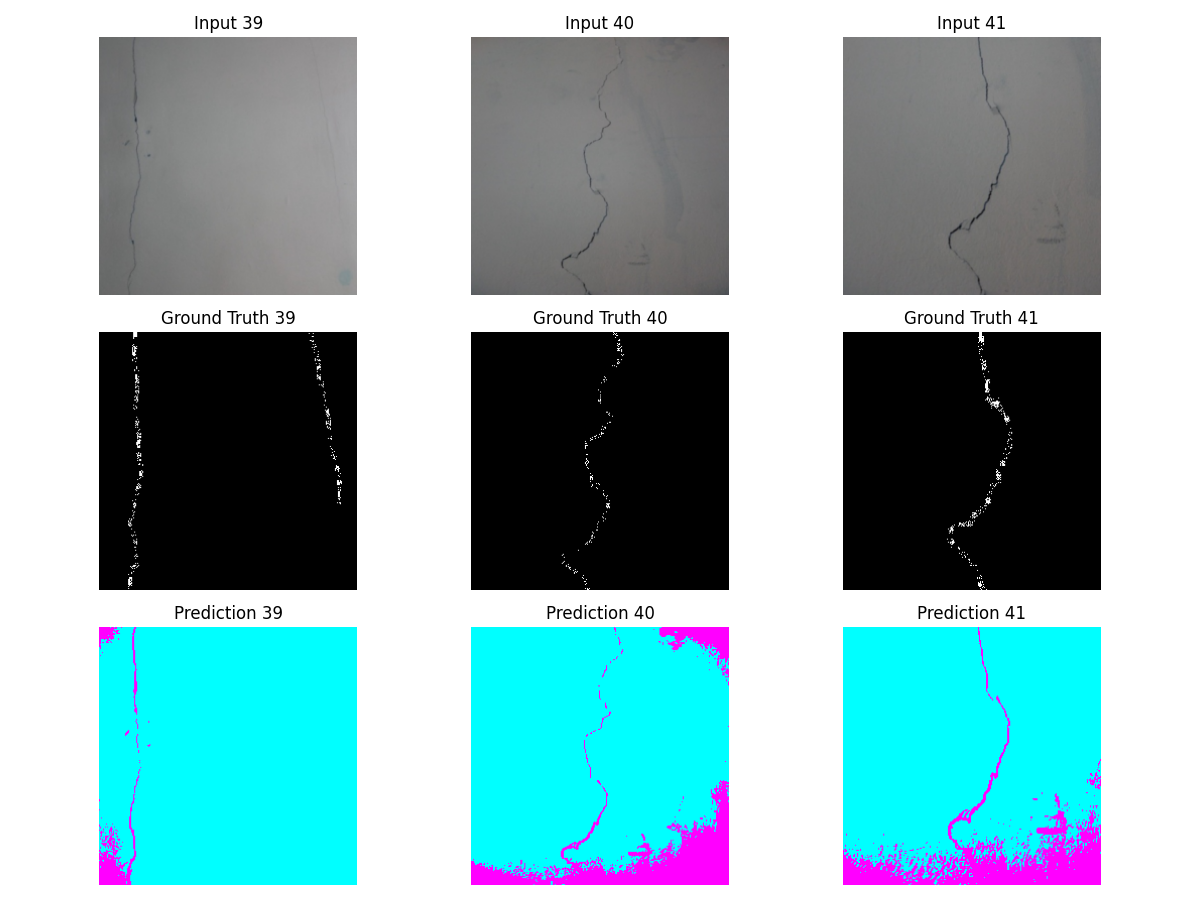 Input 39
Input 40
Input 41
Ground Truth 39
Ground Truth 40
Ground Truth 41
Prediction 39
Prediction 40
Prediction 41